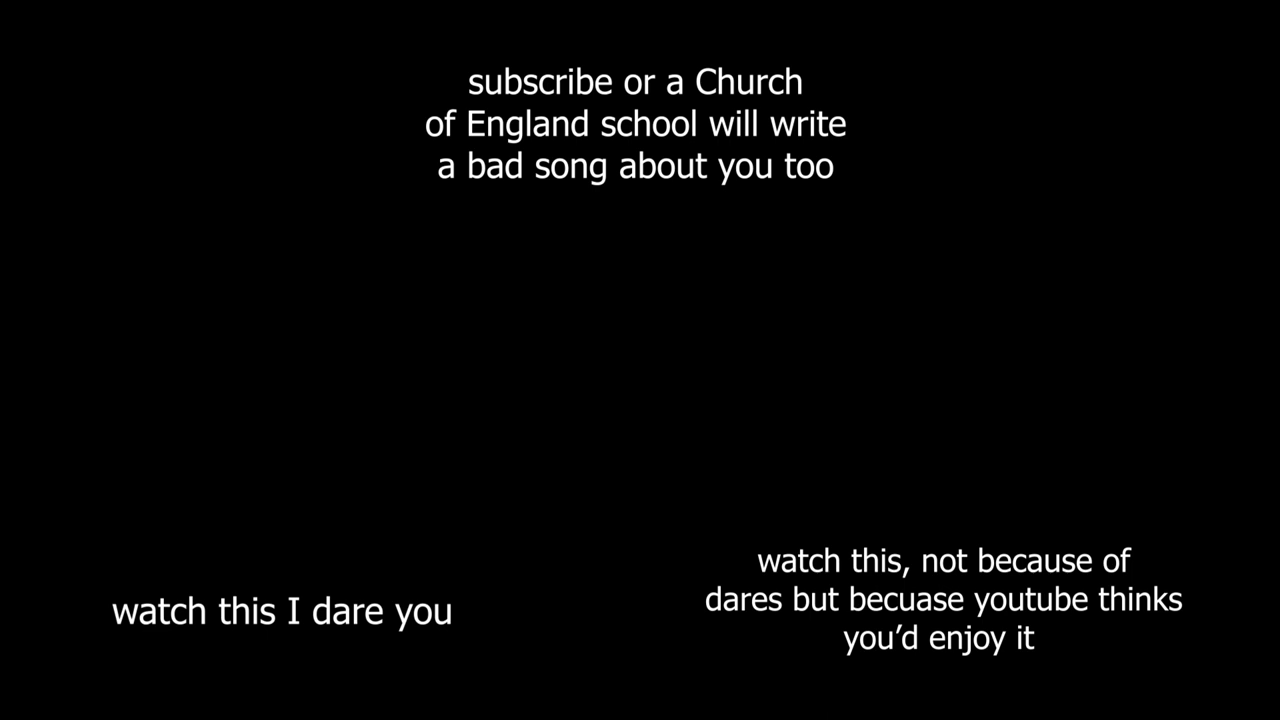 subscribe or a Church
of England school will write
a bad song about you too
watch this I dare you
watch this, not because of
dares but becuase youtube thinks
you’d enjoy it